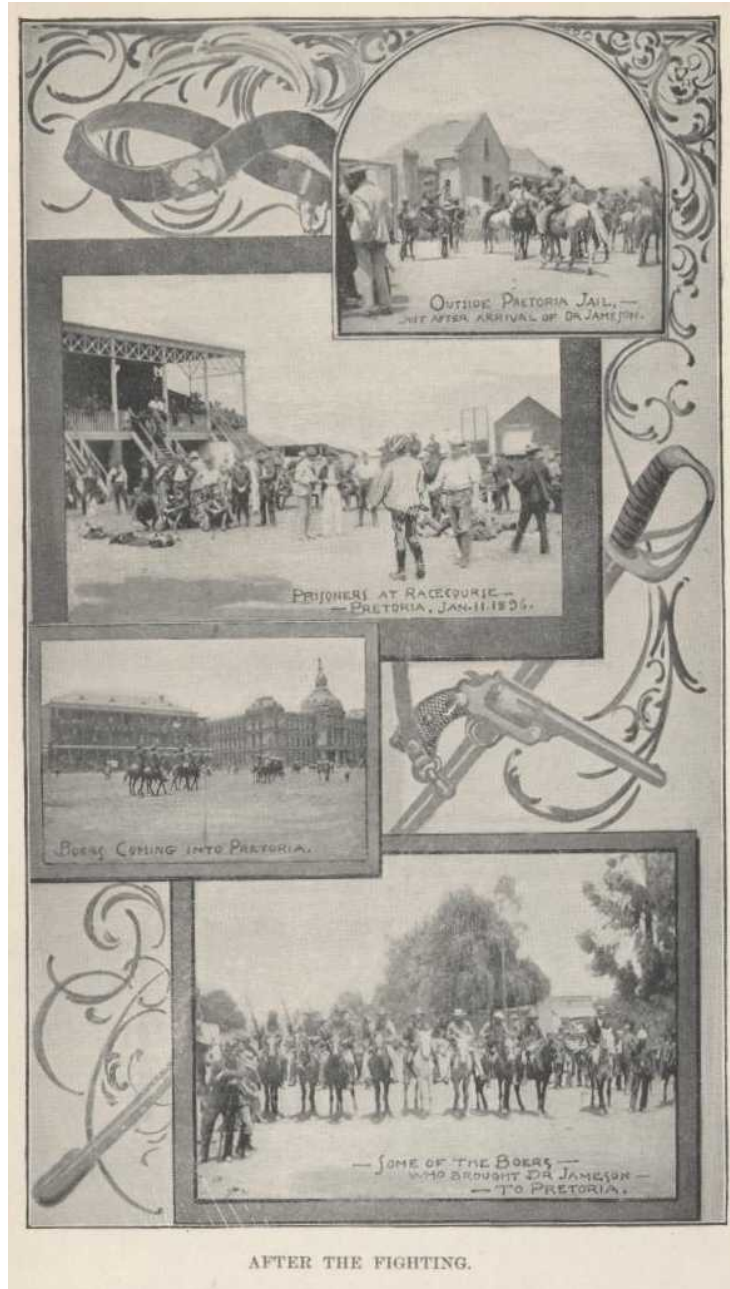 OUTSIDE PRETORIA JAIL, —
JUST AFTER ARRIVAL OF DR JAMESON.
PRISONERS AT RACECOURSE —
— PRETORIA, JAN. 11. 1896.
BOERS COMING INTO PRETORIA.
— SOME OF THE BOERS —
WHO BROUGHT DR JAMESON —
— TO PRETORIA.
AFTER THE FIGHTING.